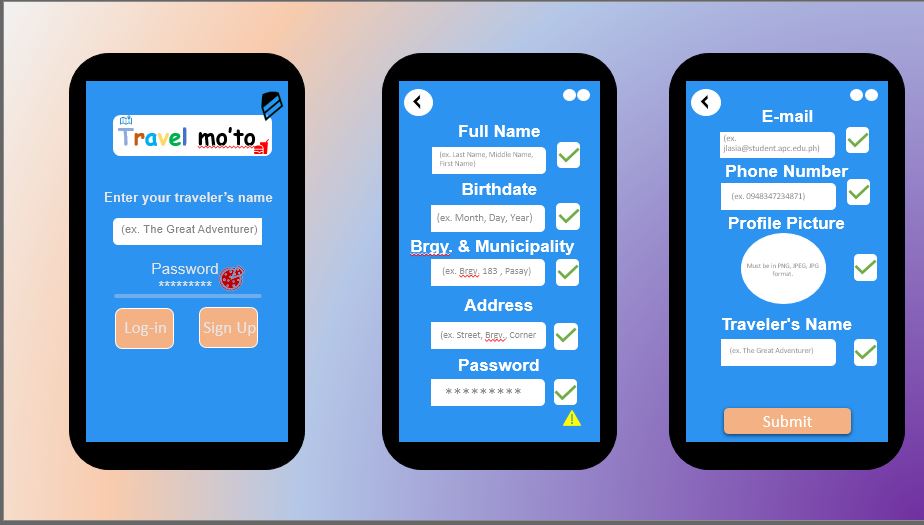 Travel mo'to
Enter your traveler's name
(ex. The Great Adventurer)
Password
*********
Log-in
Sign Up
Full Name
(ex. Last Name, Middle Name,
First Name)
Birthdate
(ex. Month, Day, Year)
Brgy. & Municipality
(ex. Brgy, 183 , Pasay)
Address
(ex. Street, Brgy., Corner
Password
*********
E-mail
(ex.
jlasia@student.apc.edu.ph)
Phone Number
(ex. 0948347234871)
Profile Picture
Must be in PNG, JPEG, JPG
format.
Traveler's Name
(ex. The Great Adventurer)
Submit